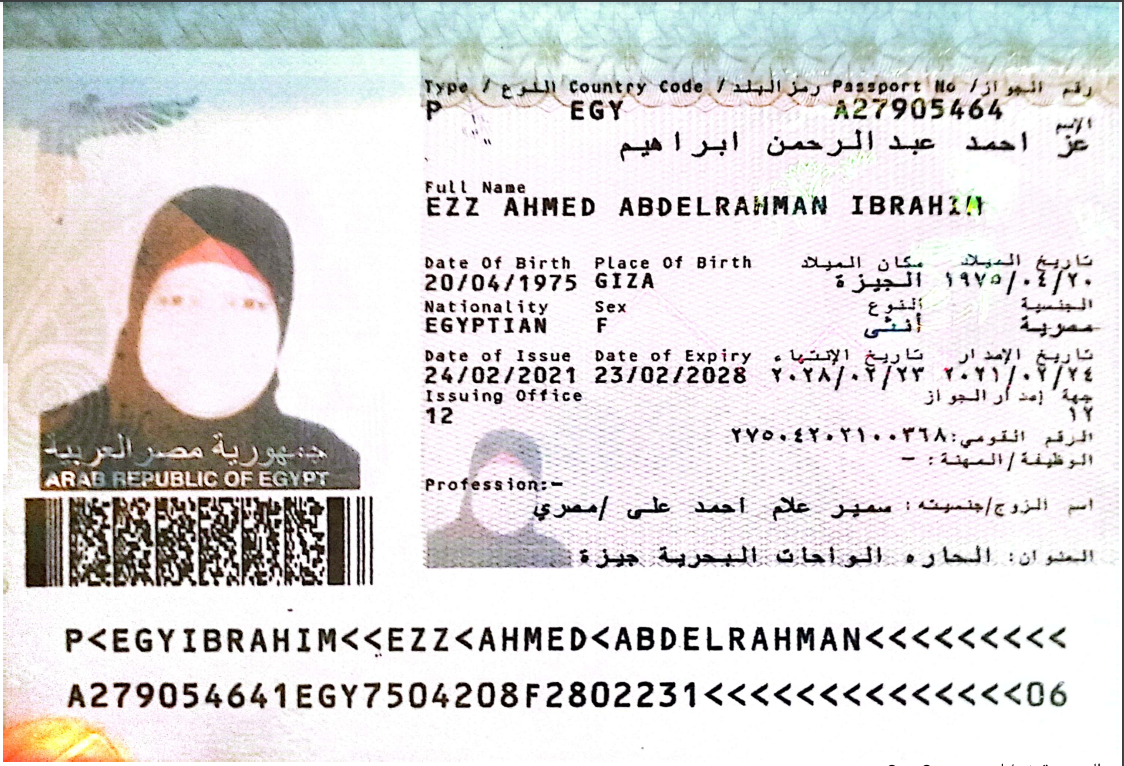 Type / النوع Country Code / رمز البلد Passport No / رقم الجواز
P EGY A27905464
الإسم
عز احمد عبدالرحمن ابراهيم
Full Name
EZZ AHMED ABDELRAHMAN IBRAHIM
Date Of Birth Place Of Birth مكان الميلاد تاريخ الميلاد
20/04/1975 GIZA الجيزة ١٩٧٥/٠٤/٢٠
Nationality Sex النوع الجنسية
EGYPTIAN F أنثى مصرية
Date of Issue Date of Expiry تاريخ الإنتهاء تاريخ الإصدار
24/02/2021 23/02/2028 ٢٠٢٨/٠٢/٢٣ ٢٠٢١/٠٢/٢٤
Issuing Office جهة إصدار الجواز
12 ١٢
الرقم القومي: ٢٧٥٠٤٢٠٢١٠٠٣٦٨
الوظيفة/المهنة: -
Profession:-
اسم الزوج/جنسيته: سمير علام احمد على /مصري
العنوان: الحاره الواحات البحرية جيزة
جمهورية مصر العربية
ARAB REPUBLIC OF EGYPT
P<EGYIBRAHIM<<EZZ<AHMED<ABDELRAHMAN<<<<<<<<<
A279054641EGY7504208F2802231<<<<<<<<<<<<<<06